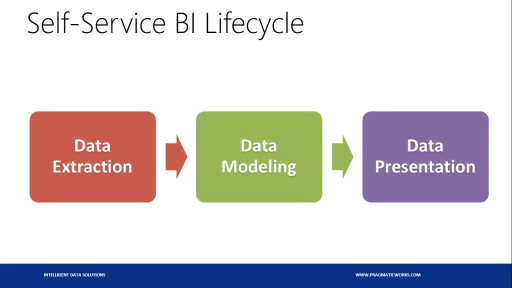 Self-Service BI Lifecycle
Data
Extraction
Data
Modeling
Data
Presentation
INTELLIGENT DATA SOLUTIONS
WWW.PRAGMATICWORKS.COM